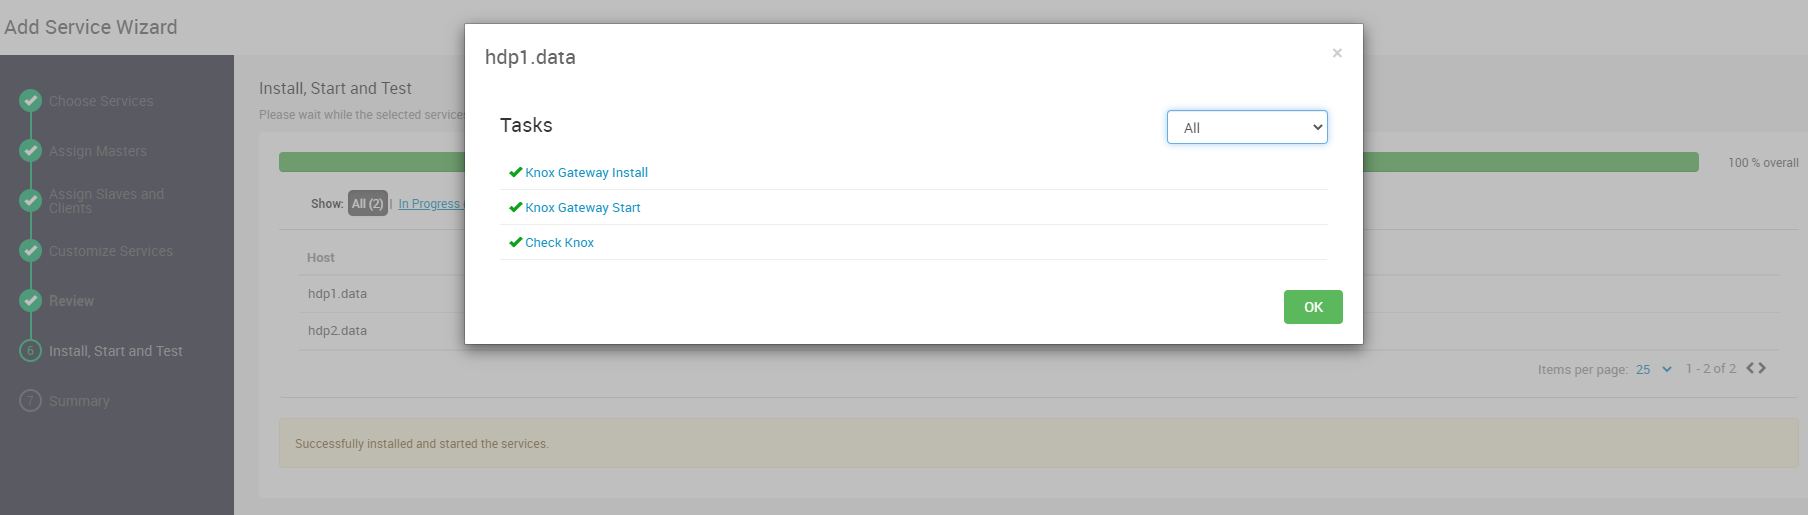 Add Service Wizard
Choose Services
Assign Masters
Assign Slaves and
Clients
Customize Services
Review
6 Install, Start and Test
7 Summary
Install, Start and Test
Please wait while the selected services
100 % overall
Show: All (2) | In Progress (
Host
hdp1.data
hdp2.data
Items per page: 25 1 - 2 of 2
Successfully installed and started the services.
hdp1.data ×
Tasks All
Knox Gateway Install
Knox Gateway Start
Check Knox
OK